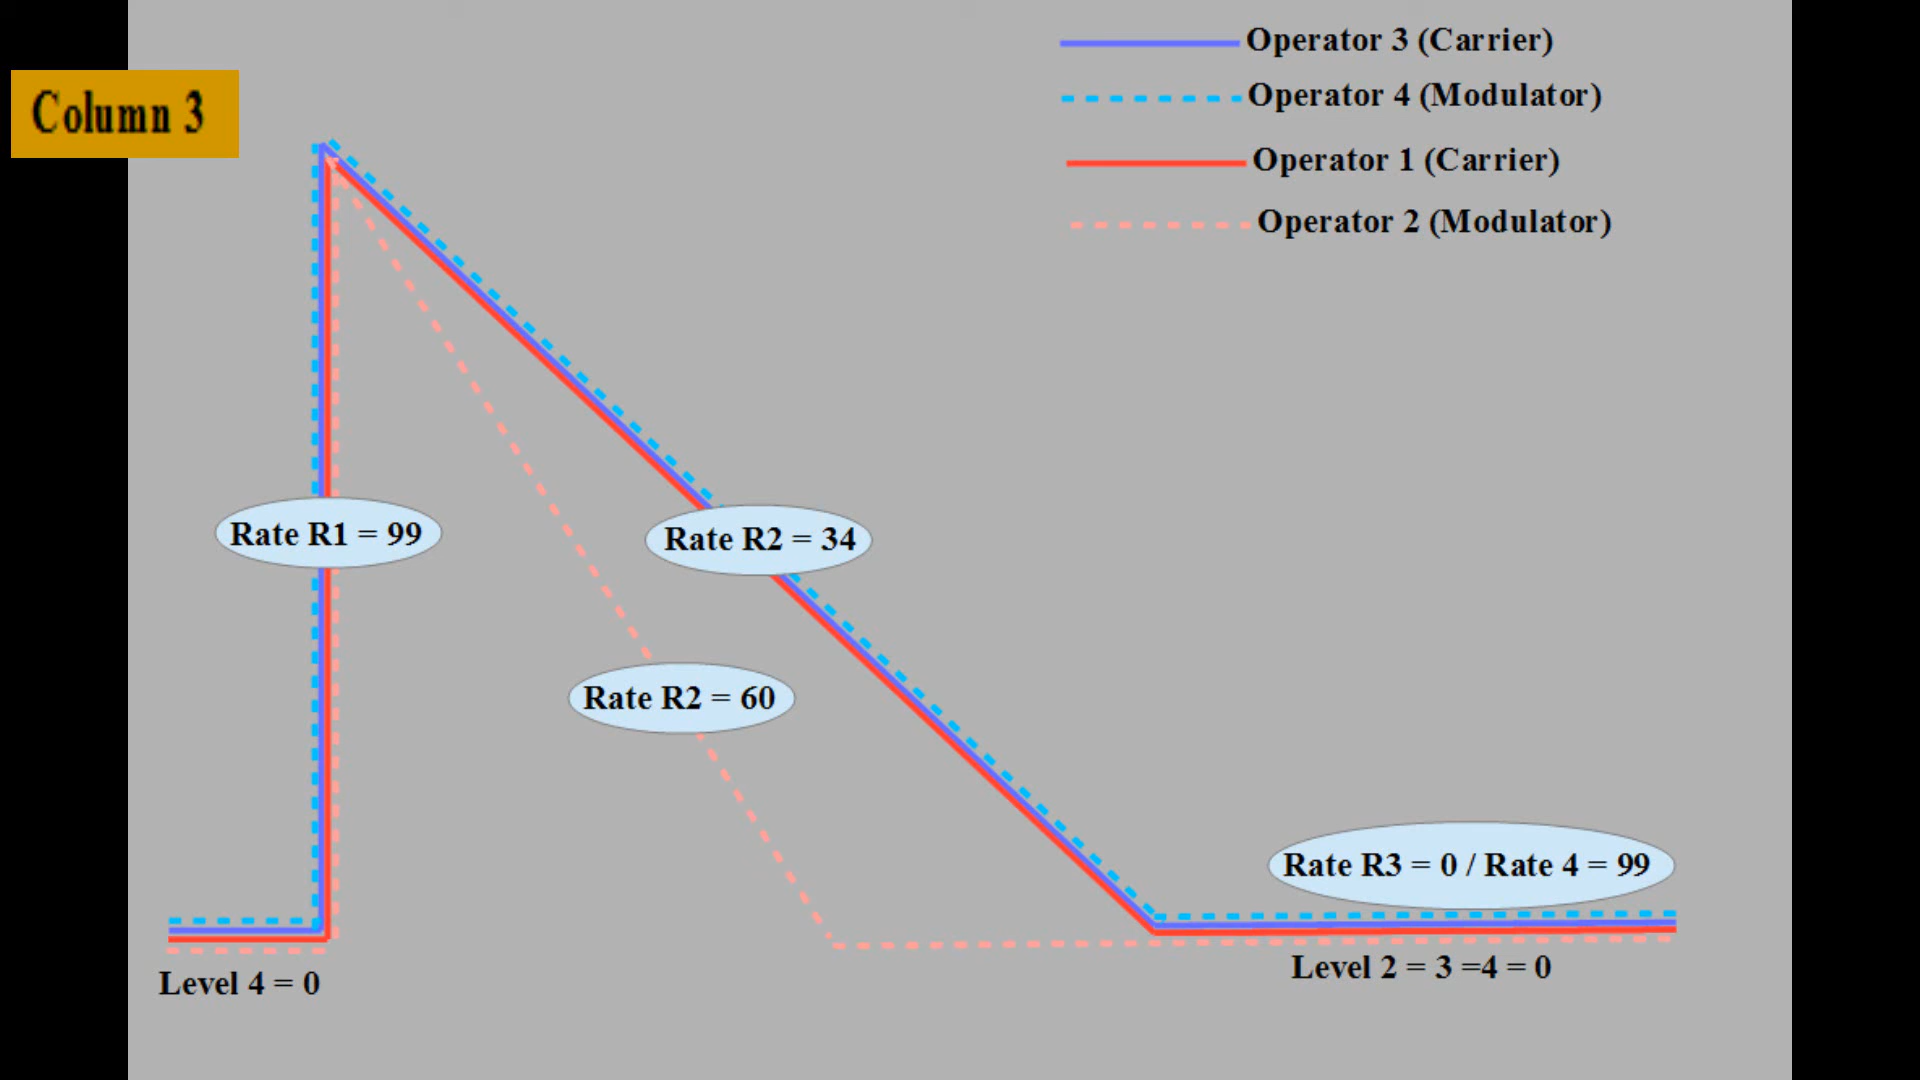 Column 3
Operator 3 (Carrier)
Operator 4 (Modulator)
Operator 1 (Carrier)
Operator 2 (Modulator)
Rate R1 = 99
Rate R2 = 34
Rate R2 = 60
Rate R3 = 0 / Rate 4 = 99
Level 2 = 3 =4 = 0
Level 4 = 0